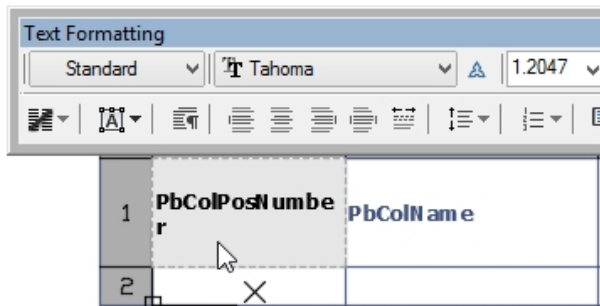 Text Formatting
Standard
Tahoma
1.2047
1
PbColPosNumbe
r
PbColName
2